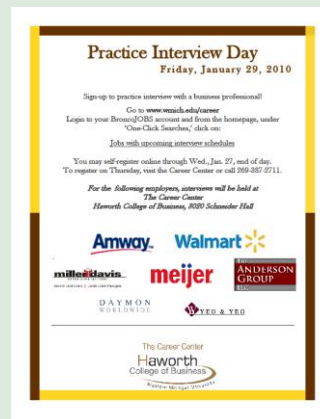 Practice Interview Day
Friday, January 29, 2010
Sign-up to practice interview with a business professional!
Go to www.wmich.edu/career
Login to your BroncoJOBS account and from the homepage, under
'One-Click Searches,' click on:
Jobs with upcoming interview schedules
You may self-register online through Wed., Jan. 27, end of day.
To register on Thursday, visit the Career Center or call 269-387-2711.
For the following employers, interviews will be held at
The Career Center
Haworth College of Business, 3020 Schneider Hall
Amway
Walmart
miller davis
meijer
ANDERSON
GROUP
DAYMON
WORLDWIDE
YEO & YEO
The Career Center
Haworth
College of Business
Western Michigan University